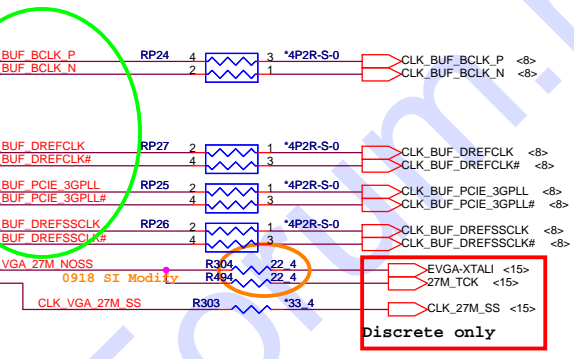 BUF_BCLK_P RP24 4 3 *4P2R-S-0 CLK_BUF_BCLK_P <8>
BUF_BCLK_N 2 1 CLK_BUF_BCLK_N <8>
BUF_DREFCLK RP27 2 1 *4P2R-S-0 CLK_BUF_DREFCLK <8>
BUF_DREFCLK# 4 3 CLK_BUF_DREFCLK# <8>
BUF_PCIE_3GPLL RP25 2 1 *4P2R-S-0 CLK_BUF_PCIE_3GPLL <8>
BUF_PCIE_3GPLL# 4 3 CLK_BUF_PCIE_3GPLL# <8>
BUF_DREFSSCLK RP26 2 1 *4P2R-S-0 CLK_BUF_DREFSSCLK <8>
BUF_DREFSSCLK# 4 3 CLK_BUF_DREFSSCLK# <8>
VGA_27M_NOSS R304 22_4 EVGA-XTALI <15>
0918 SI Modify R494 22_4 27M_TCK <15>
CLK_VGA_27M_SS R303 *33_4 CLK_27M_SS <15>
Discrete only